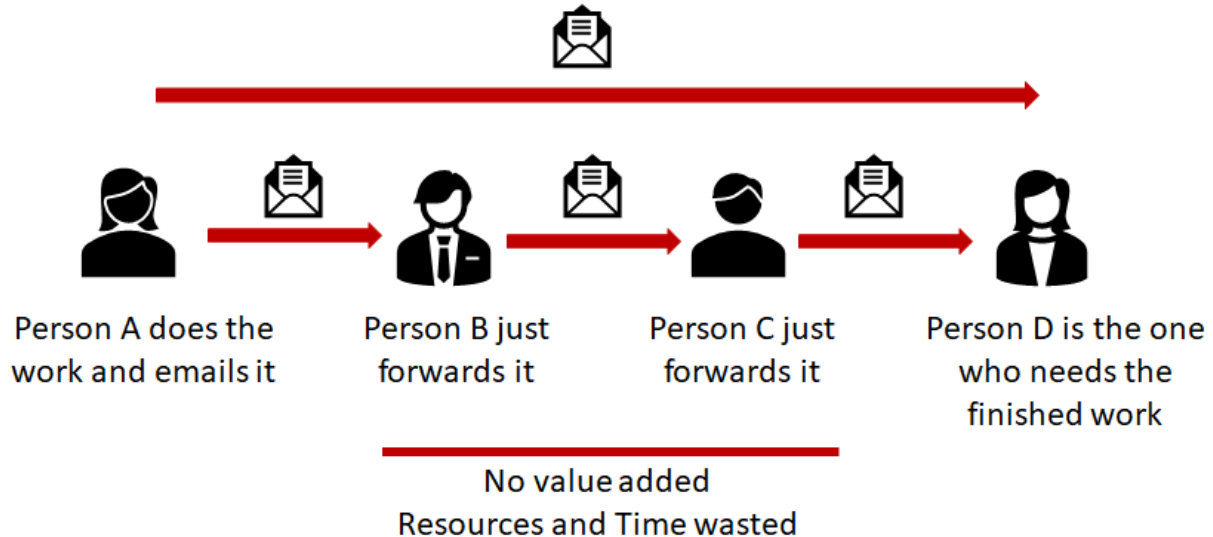 Person A does the
work and emails it
Person B just
forwards it
Person C just
forwards it
Person D is the one
who needs the
finished work
No value added
Resources and Time wasted